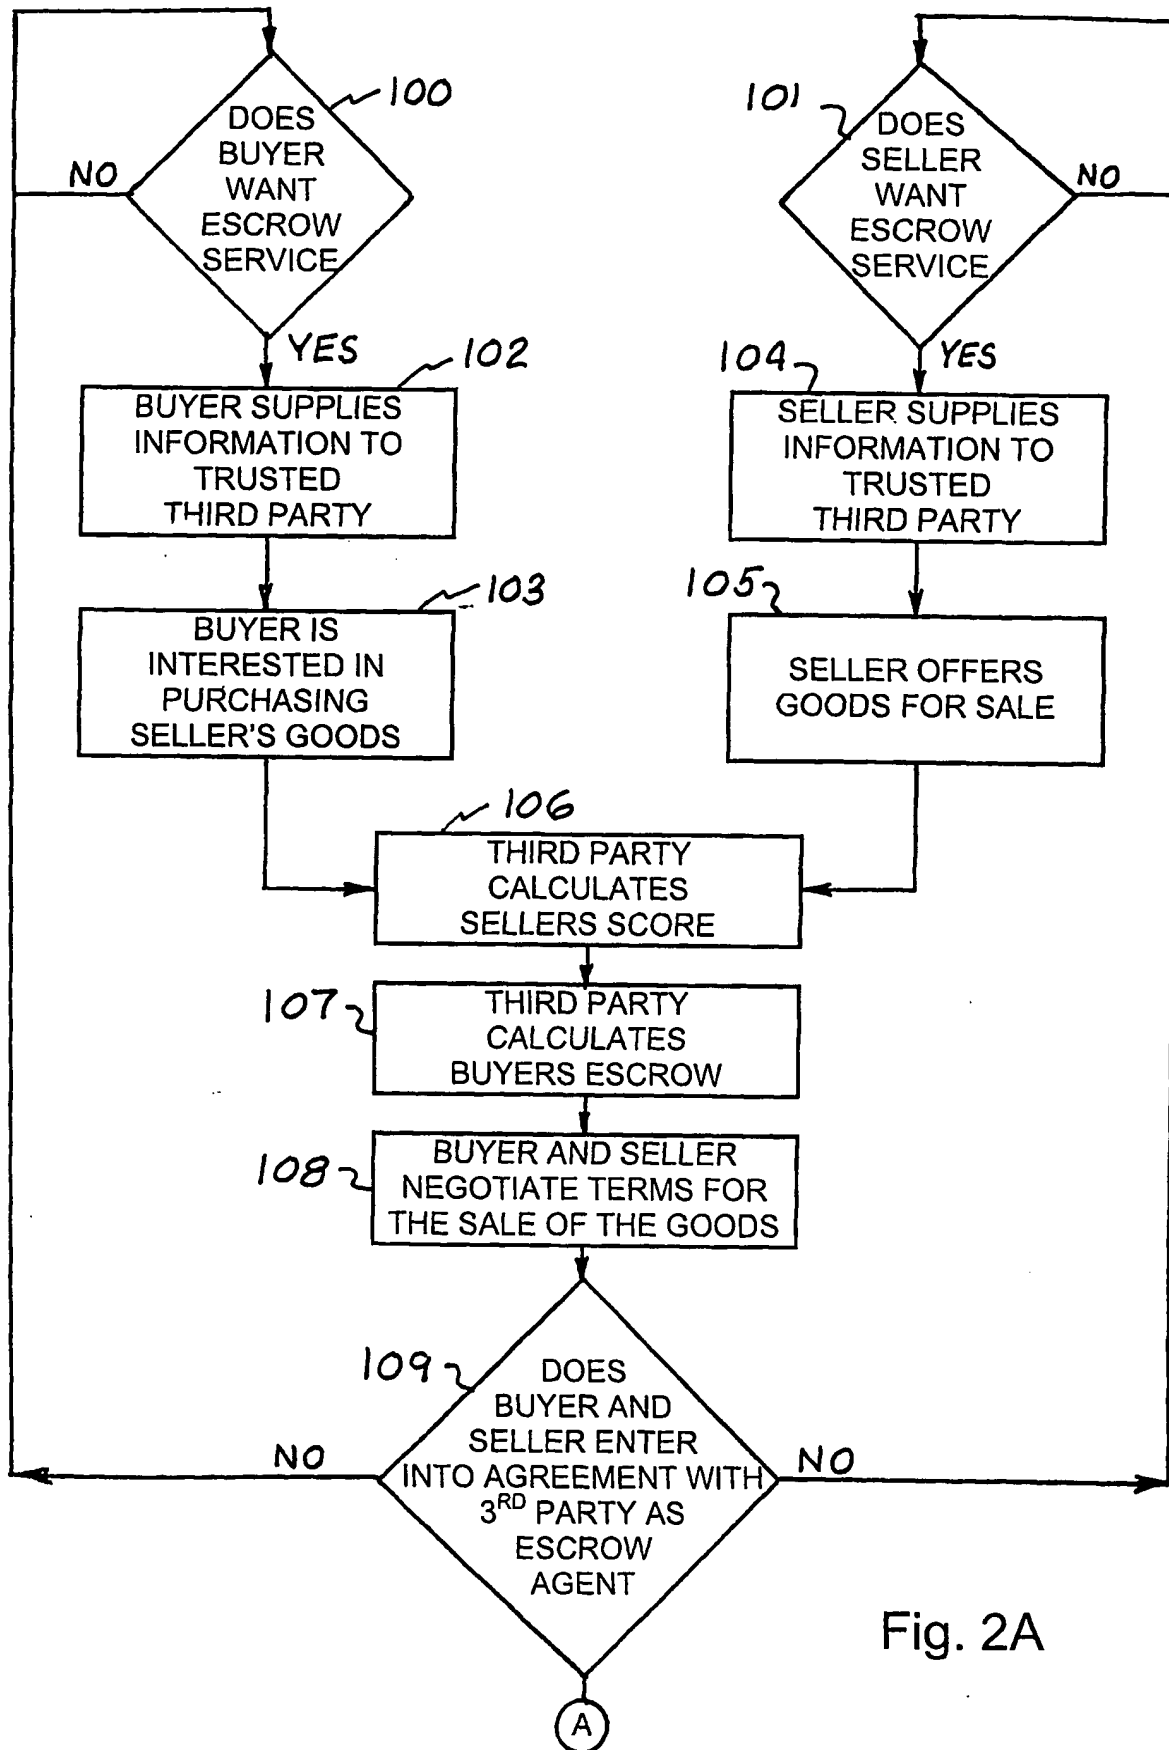 100
DOES
BUYER
WANT
ESCROW
SERVICE
NO
YES
101
DOES
SELLER
WANT
ESCROW
SERVICE
NO
YES
102
BUYER SUPPLIES
INFORMATION TO
TRUSTED
THIRD PARTY
104
SELLER SUPPLIES
INFORMATION TO
TRUSTED
THIRD PARTY
103
BUYER IS
INTERESTED IN
PURCHASING
SELLER'S GOODS
105
SELLER OFFERS
GOODS FOR SALE
106
THIRD PARTY
CALCULATES
SELLERS SCORE
107
THIRD PARTY
CALCULATES
BUYERS ESCROW
108
BUYER AND SELLER
NEGOTIATE TERMS FOR
THE SALE OF THE GOODS
109
DOES
BUYER AND
SELLER ENTER
INTO AGREEMENT WITH
3RD PARTY AS
ESCROW
AGENT
NO
NO
Fig. 2A
A